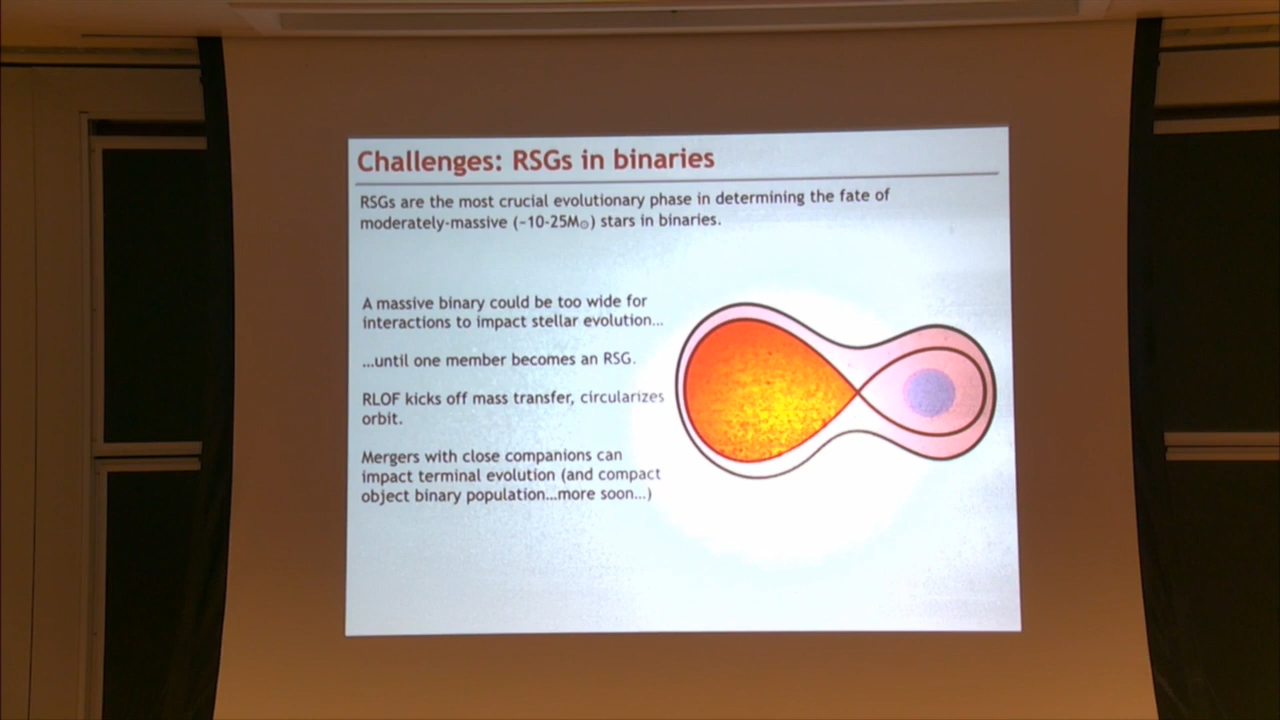 Challenges: RSGs in binaries
RSGs are the most crucial evolutionary phase in determining the fate of
moderately-massive (~10-25M⊙) stars in binaries.
A massive binary could be too wide for
interactions to impact stellar evolution...
...until one member becomes an RSG.
RLOF kicks off mass transfer, circularizes
orbit.
Mergers with close companions can
impact terminal evolution (and compact
object binary population...more soon...)